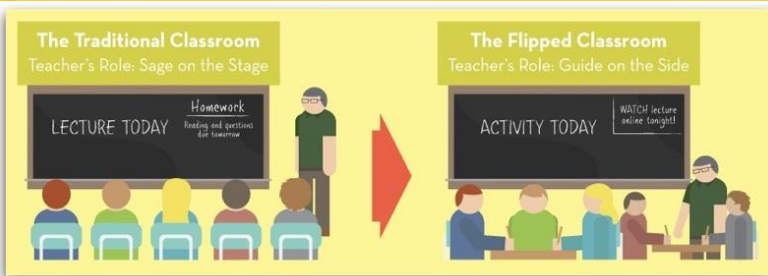 The Traditional Classroom
Teacher's Role: Sage on the Stage
LECTURE TODAY
Homework
Reading and questions
due tomorrow
The Flipped Classroom
Teacher's Role: Guide on the Side
ACTIVITY TODAY
WATCH lecture
online tonight!